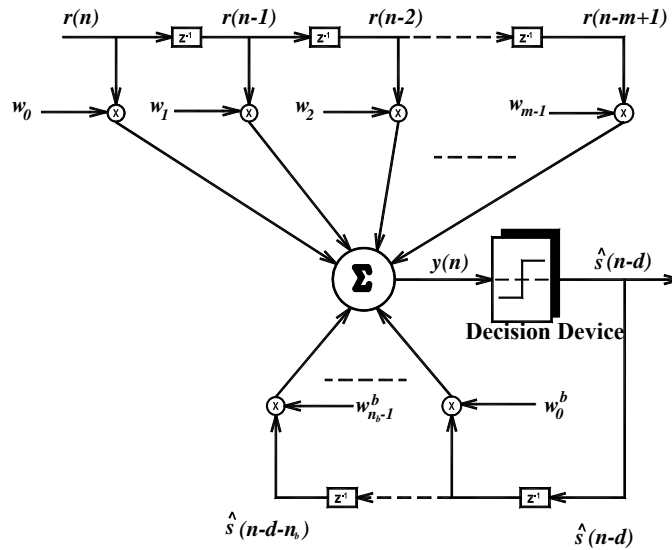 r(n) r(n-1) r(n-2) r(n-m+1)
z⁻¹ z⁻¹ z⁻¹
w₀ x w₁ x w₂ x wₘ₋₁ x
Σ y(n) ŝ(n-d)
Decision Device
x w^b_{n_b-1} x w^b_0
z⁻¹ z⁻¹
ŝ(n-d-n_b) ŝ(n-d)